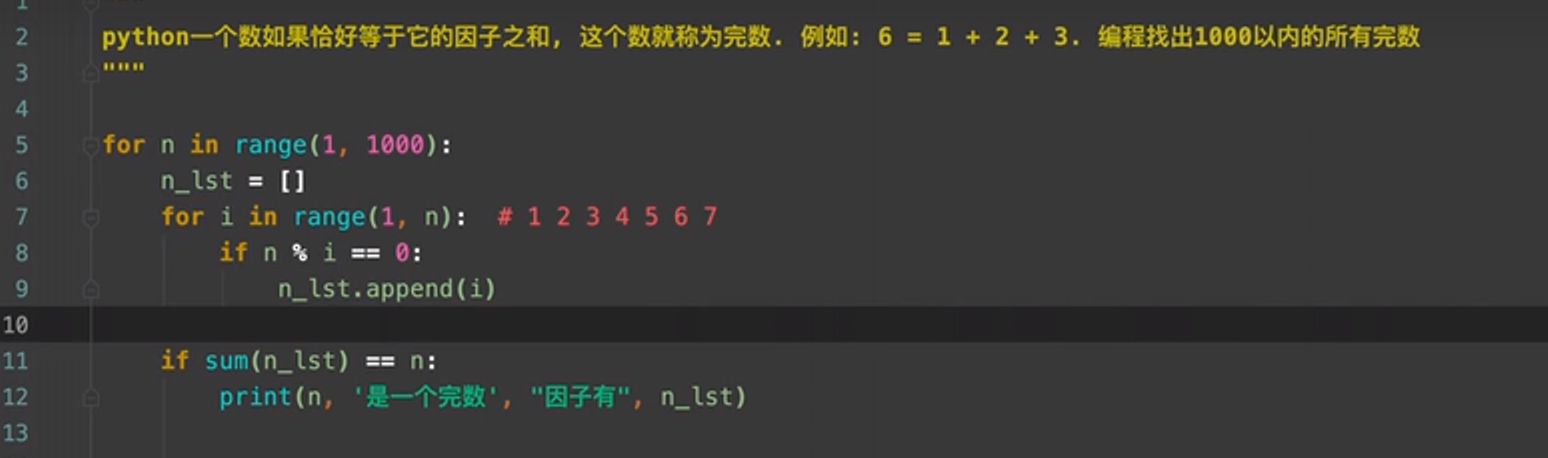 1 """
2 python一个数如果恰好等于它的因子之和, 这个数就称为完数. 例如: 6 = 1 + 2 + 3. 编程找出1000以内的所有完数
3 """
4
5 for n in range(1, 1000):
6     n_lst = []
7     for i in range(1, n):  # 1 2 3 4 5 6 7
8         if n % i == 0:
9             n_lst.append(i)
10
11     if sum(n_lst) == n:
12         print(n, '是一个完数', "因子有", n_lst)
13